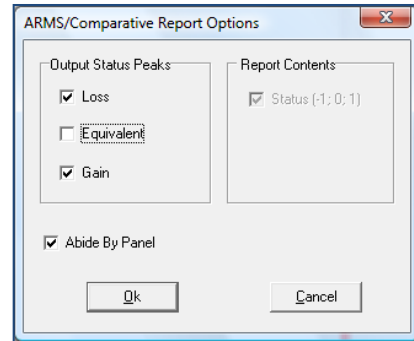 ARMS/Comparative Report Options
Output Status Peaks
Loss
Equivalent
Gain
Report Contents
Status (-1; 0; 1)
Abide By Panel
Ok
Cancel